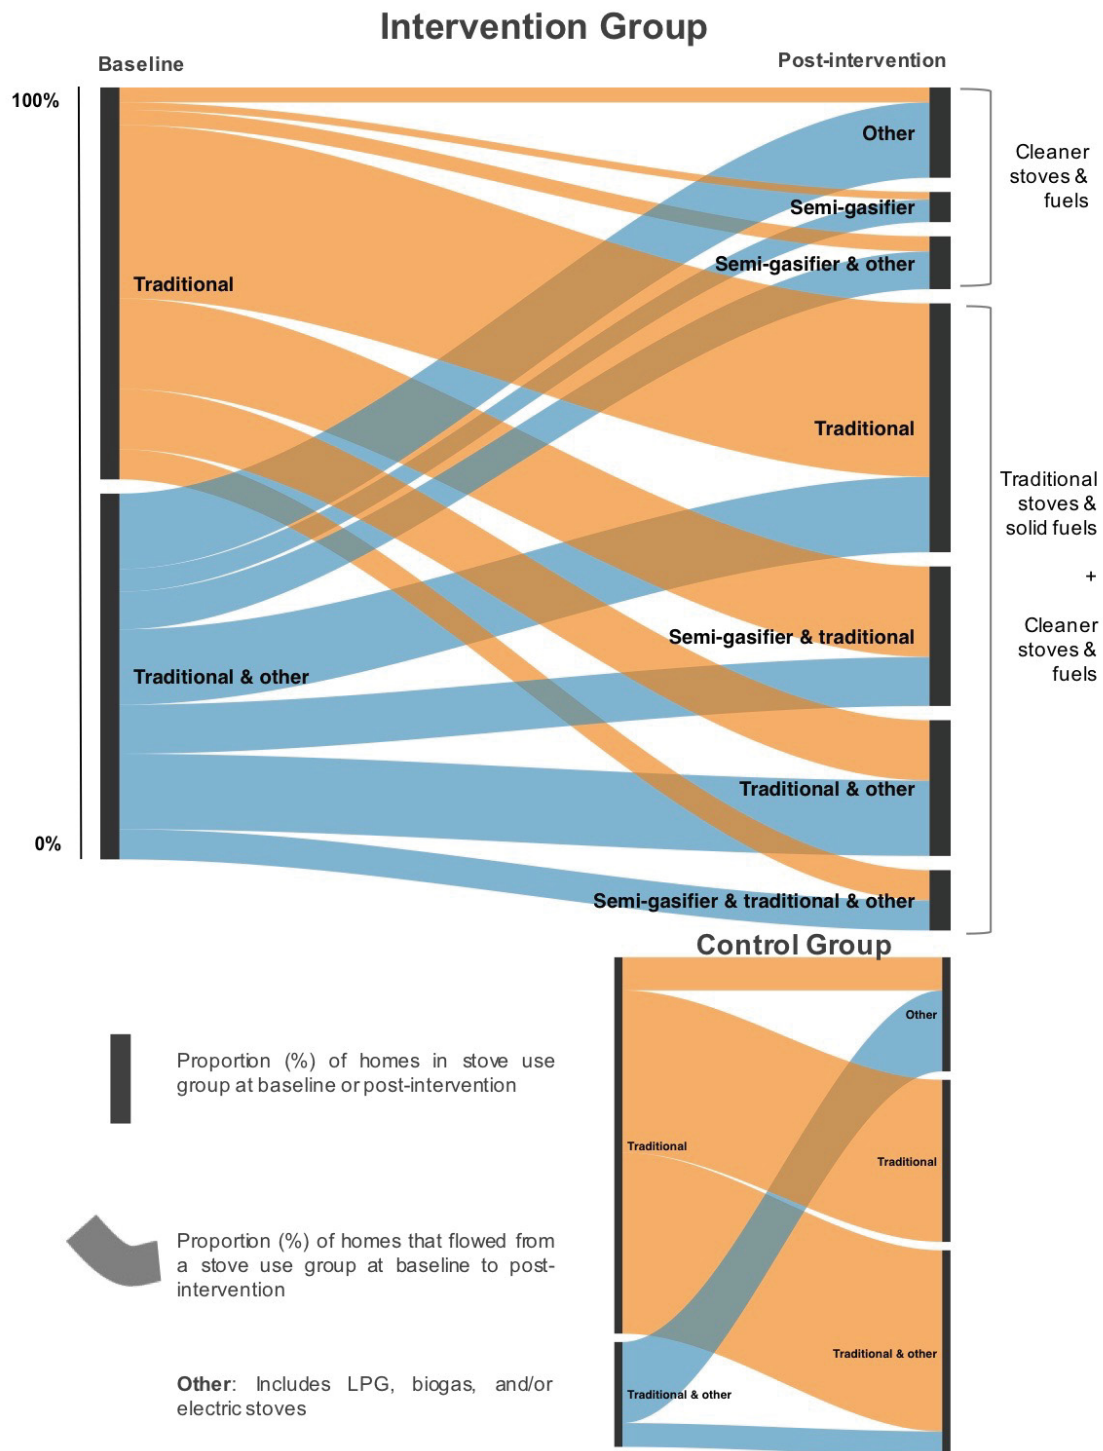 Intervention Group
Baseline
Post-intervention
100%
Other
Cleaner
stoves &
fuels
Semi-gasifier
Semi-gasifier & other
Traditional
Traditional
Traditional
stoves &
solid fuels
+
Cleaner
stoves &
fuels
Semi-gasifier & traditional
Traditional & other
Traditional & other
0%
Semi-gasifier & traditional & other
Control Group
Other
Traditional
Traditional
Traditional & other
Traditional & other
Proportion (%) of homes in stove use
group at baseline or post-intervention
Proportion (%) of homes that flowed from
a stove use group at baseline to post-
intervention
Other: Includes LPG, biogas, and/or
electric stoves